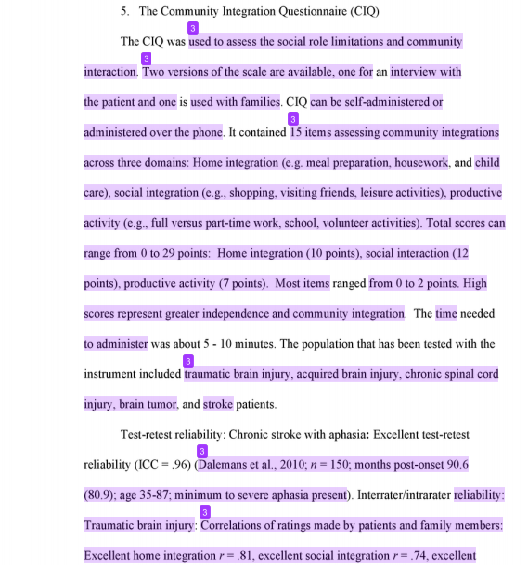 5. The Community Integration Questionnaire (CIQ)
3
The CIQ was used to assess the social role limitations and community
3
interaction. Two versions of the scale are available, one for an interview with
the patient and one is used with families. CIQ can be self-administered or
3
administered over the phone. It contained 15 items assessing community integrations
across three domains: Home integration (e.g. meal preparation, housework, and child
care), social integration (e.g., shopping, visiting friends, leisure activities), productive
activity (e.g., full versus part-time work, school, volunteer activities). Total scores can
range from 0 to 29 points: Home integration (10 points), social interaction (12
points), productive activity (7 points). Most items ranged from 0 to 2 points. High
scores represent greater independence and community integration. The time needed
to administer was about 5 - 10 minutes. The population that has been tested with the
3
instrument included traumatic brain injury, acquired brain injury, chronic spinal cord
injury, brain tumor, and stroke patients.
Test-retest reliability: Chronic stroke with aphasia: Excellent test-retest
3
reliability (ICC = .96) (Dalemans et al., 2010; n = 150; months post-onset 90.6
(80.9); age 35-87; minimum to severe aphasia present). Interrater/intrarater reliability:
3
Traumatic brain injury: Correlations of ratings made by patients and family members:
Excellent home integration r = .81, excellent social integration r = .74, excellent